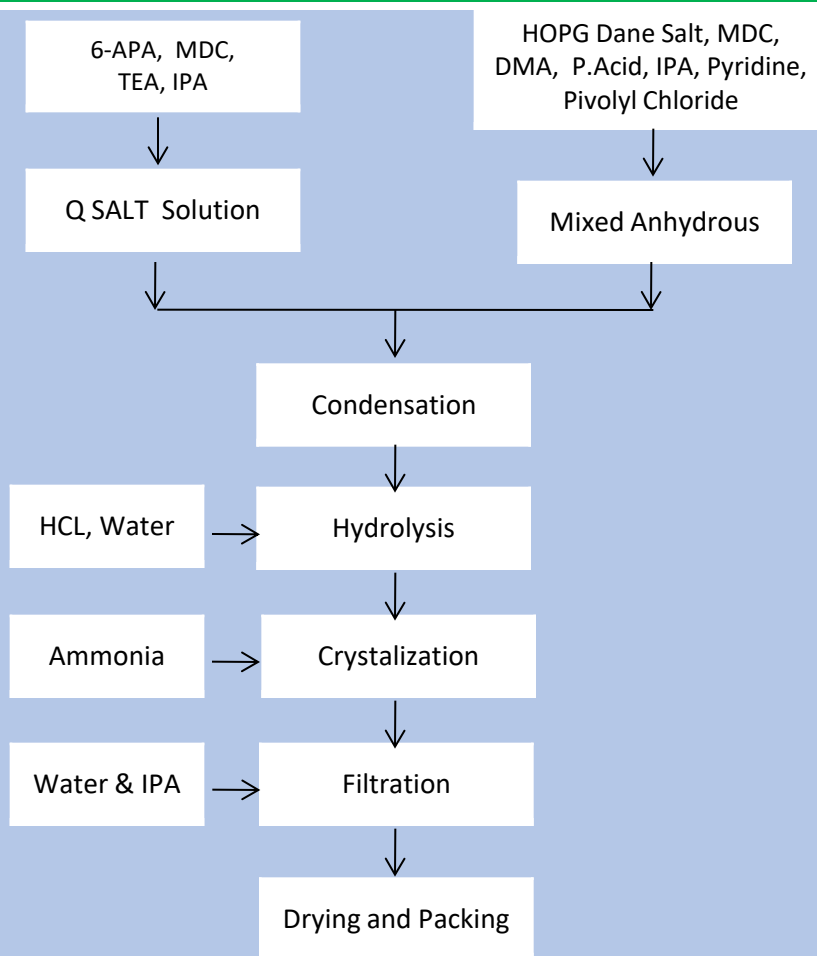 6-APA, MDC,
TEA, IPA
HOPG Dane Salt, MDC,
DMA, P.Acid, IPA, Pyridine,
Pivolyl Chloride
Q SALT Solution
Mixed Anhydrous
Condensation
HCL, Water
Hydrolysis
Ammonia
Crystalization
Water & IPA
Filtration
Drying and Packing